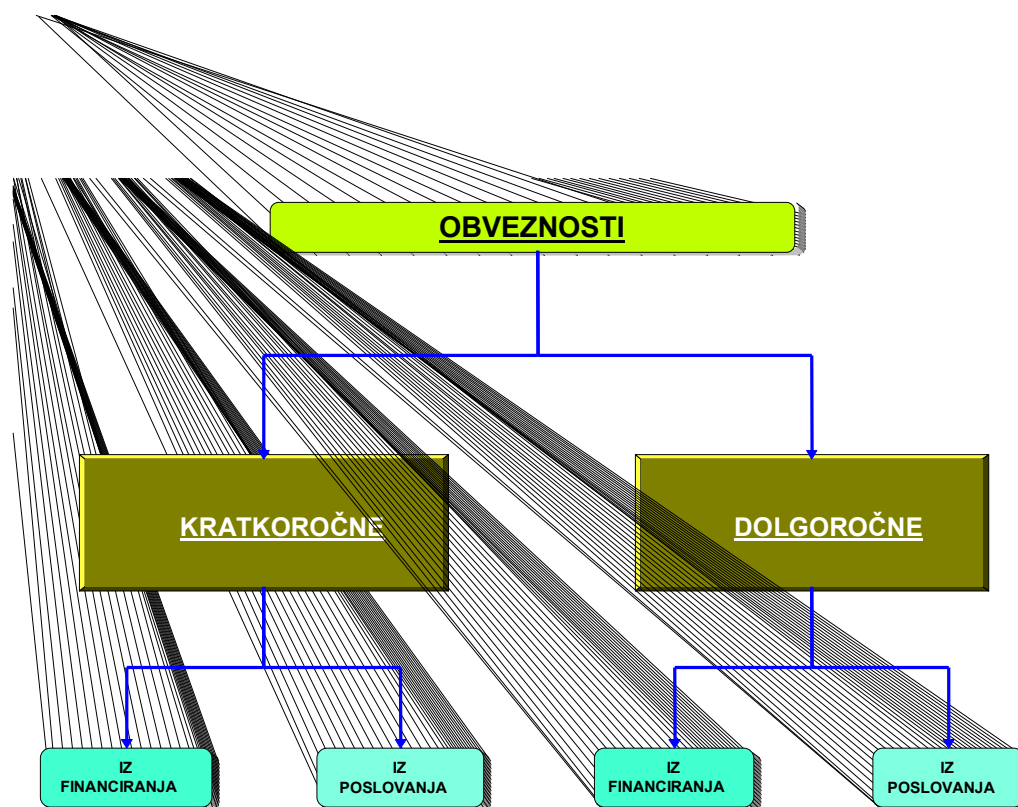 OBVEZNOSTI
KRATKOROČNE
DOLGOROČNE
IZ
FINANCIRANJA
IZ
POSLOVANJA
IZ
FINANCIRANJA
IZ
POSLOVANJA